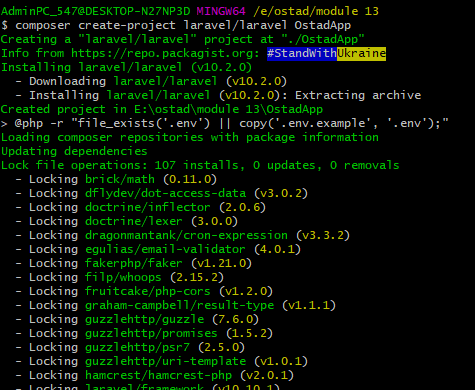 AdminPC_547@DESKTOP-N27NP3D MINGW64 /e/ostad/module 13
$ composer create-project laravel/laravel OstadApp
Creating a "laravel/laravel" project at "./OstadApp"
Info from https://repo.packagist.org: #StandWithUkraine
Installing laravel/laravel (v10.2.0)
  - Downloading laravel/laravel (v10.2.0)
  - Installing laravel/laravel (v10.2.0): Extracting archive
Created project in E:\ostad\module 13\OstadApp
> @php -r "file_exists('.env') || copy('.env.example', '.env');"
Loading composer repositories with package information
Updating dependencies
Lock file operations: 107 installs, 0 updates, 0 removals
  - Locking brick/math (0.11.0)
  - Locking dflydev/dot-access-data (v3.0.2)
  - Locking doctrine/inflector (2.0.6)
  - Locking doctrine/lexer (3.0.0)
  - Locking dragonmantank/cron-expression (v3.3.2)
  - Locking egulias/email-validator (4.0.1)
  - Locking fakerphp/faker (v1.21.0)
  - Locking filp/whoops (2.15.2)
  - Locking fruitcake/php-cors (v1.2.0)
  - Locking graham-campbell/result-type (v1.1.1)
  - Locking guzzlehttp/guzzle (7.6.0)
  - Locking guzzlehttp/promises (1.5.2)
  - Locking guzzlehttp/psr7 (2.5.0)
  - Locking guzzlehttp/uri-template (v1.0.1)
  - Locking hamcrest/hamcrest-php (v2.0.1)
  - Locking laravel/framework (v10.10.1)